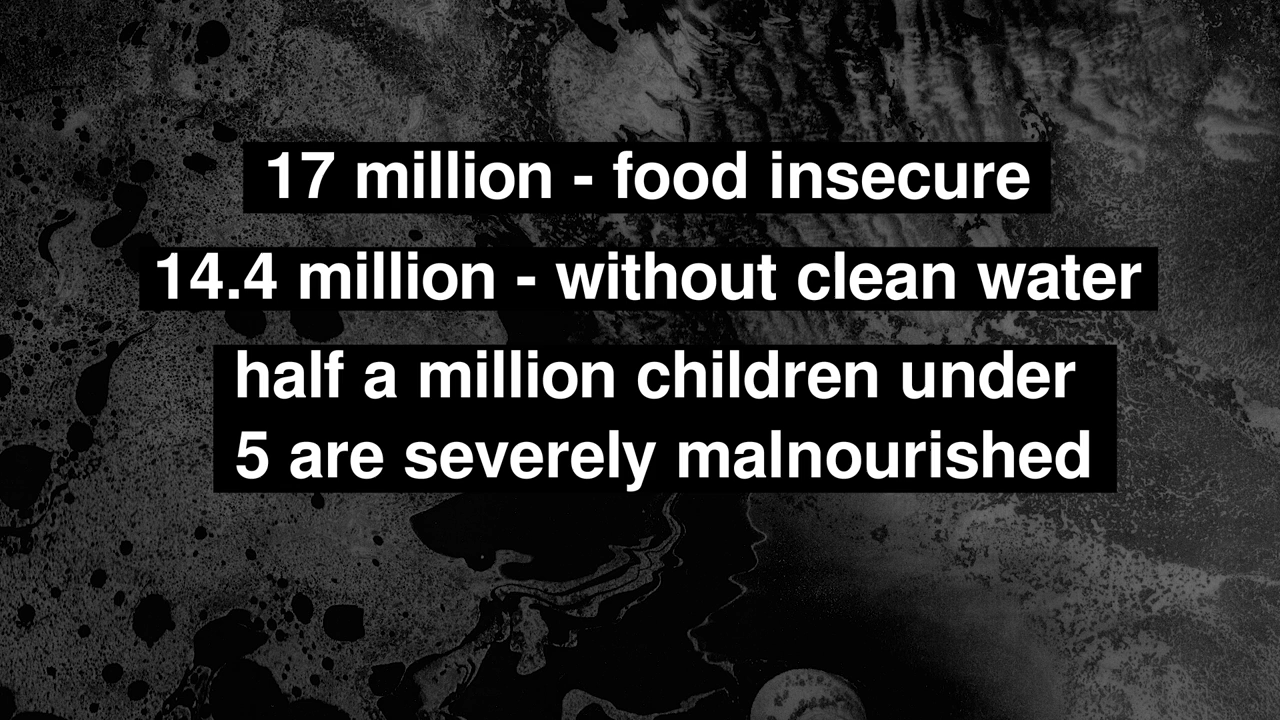 17 million - food insecure
14.4 million - without clean water
half a million children under
5 are severely malnourished